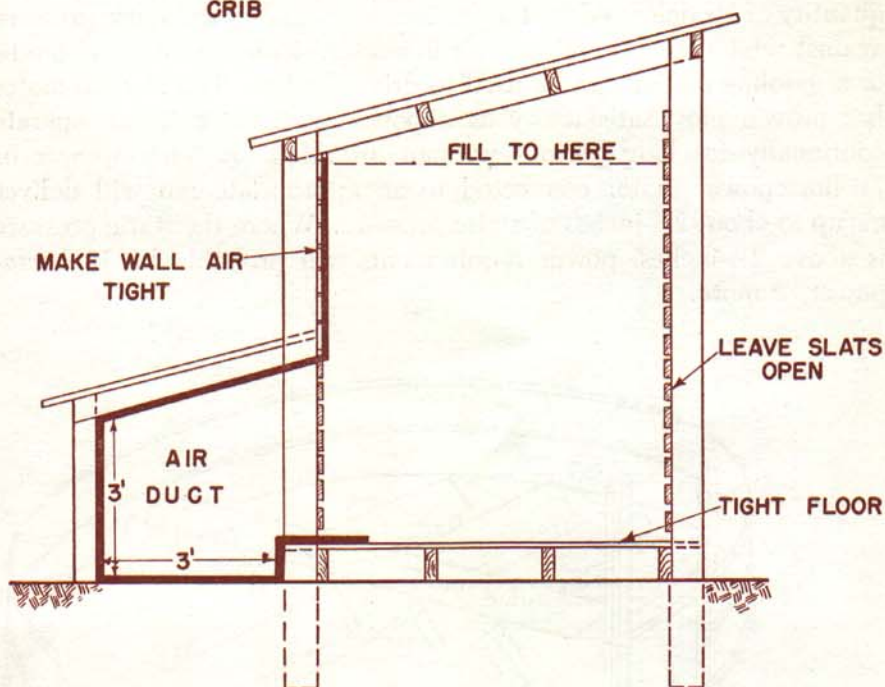 CRIB
FILL TO HERE
MAKE WALL AIR
TIGHT
LEAVE SLATS
OPEN
AIR
DUCT
3'
3'
TIGHT FLOOR